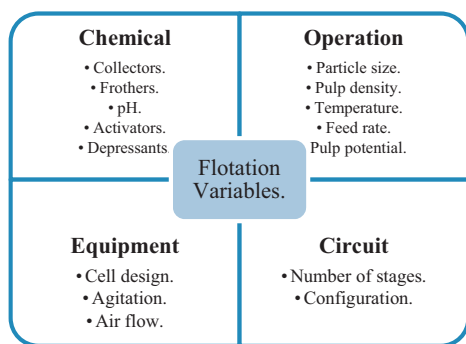 Chemical
• Collectors.
• Frothers.
• pH.
• Activators.
• Depressants.
Operation
• Particle size.
• Pulp density.
• Temperature.
• Feed rate.
Pulp potential.
Flotation
Variables.
Equipment
• Cell design.
• Agitation.
• Air flow.
Circuit
• Number of stages.
• Configuration.